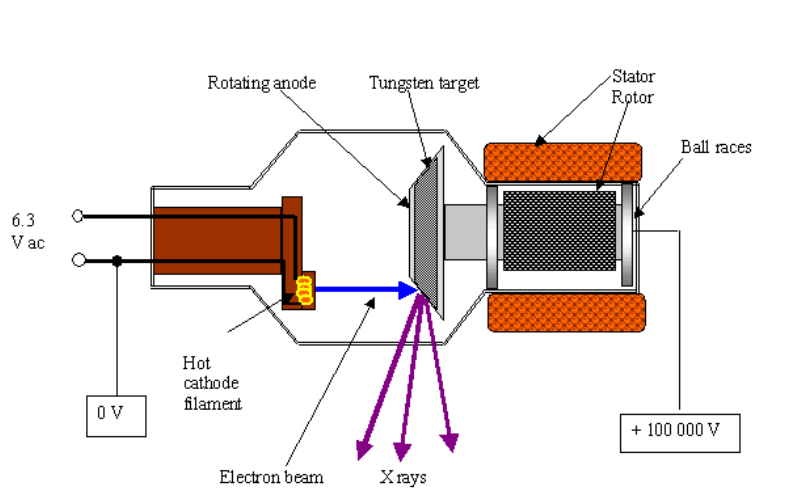 Rotating anode
Tungsten target
Stator
Rotor
Ball races
6.3
V ac
Hot
cathode
filament
0 V
+ 100 000 V
Electron beam
X rays